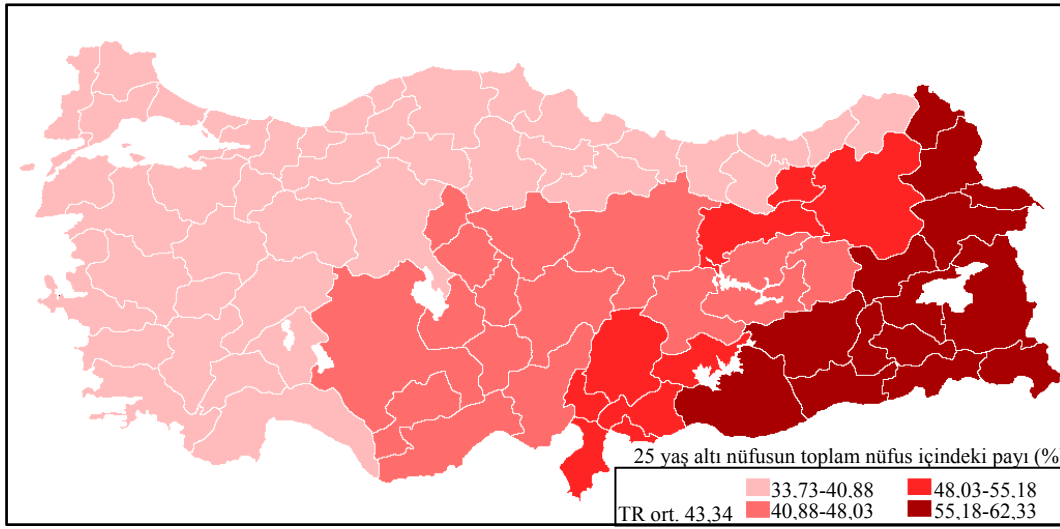 25 yaş altı nüfusun toplam nüfus içindeki payı (%
33.73-40.88 48,03-55,18
TR ort. 43,34 40,88-48,03 55,18-62,33